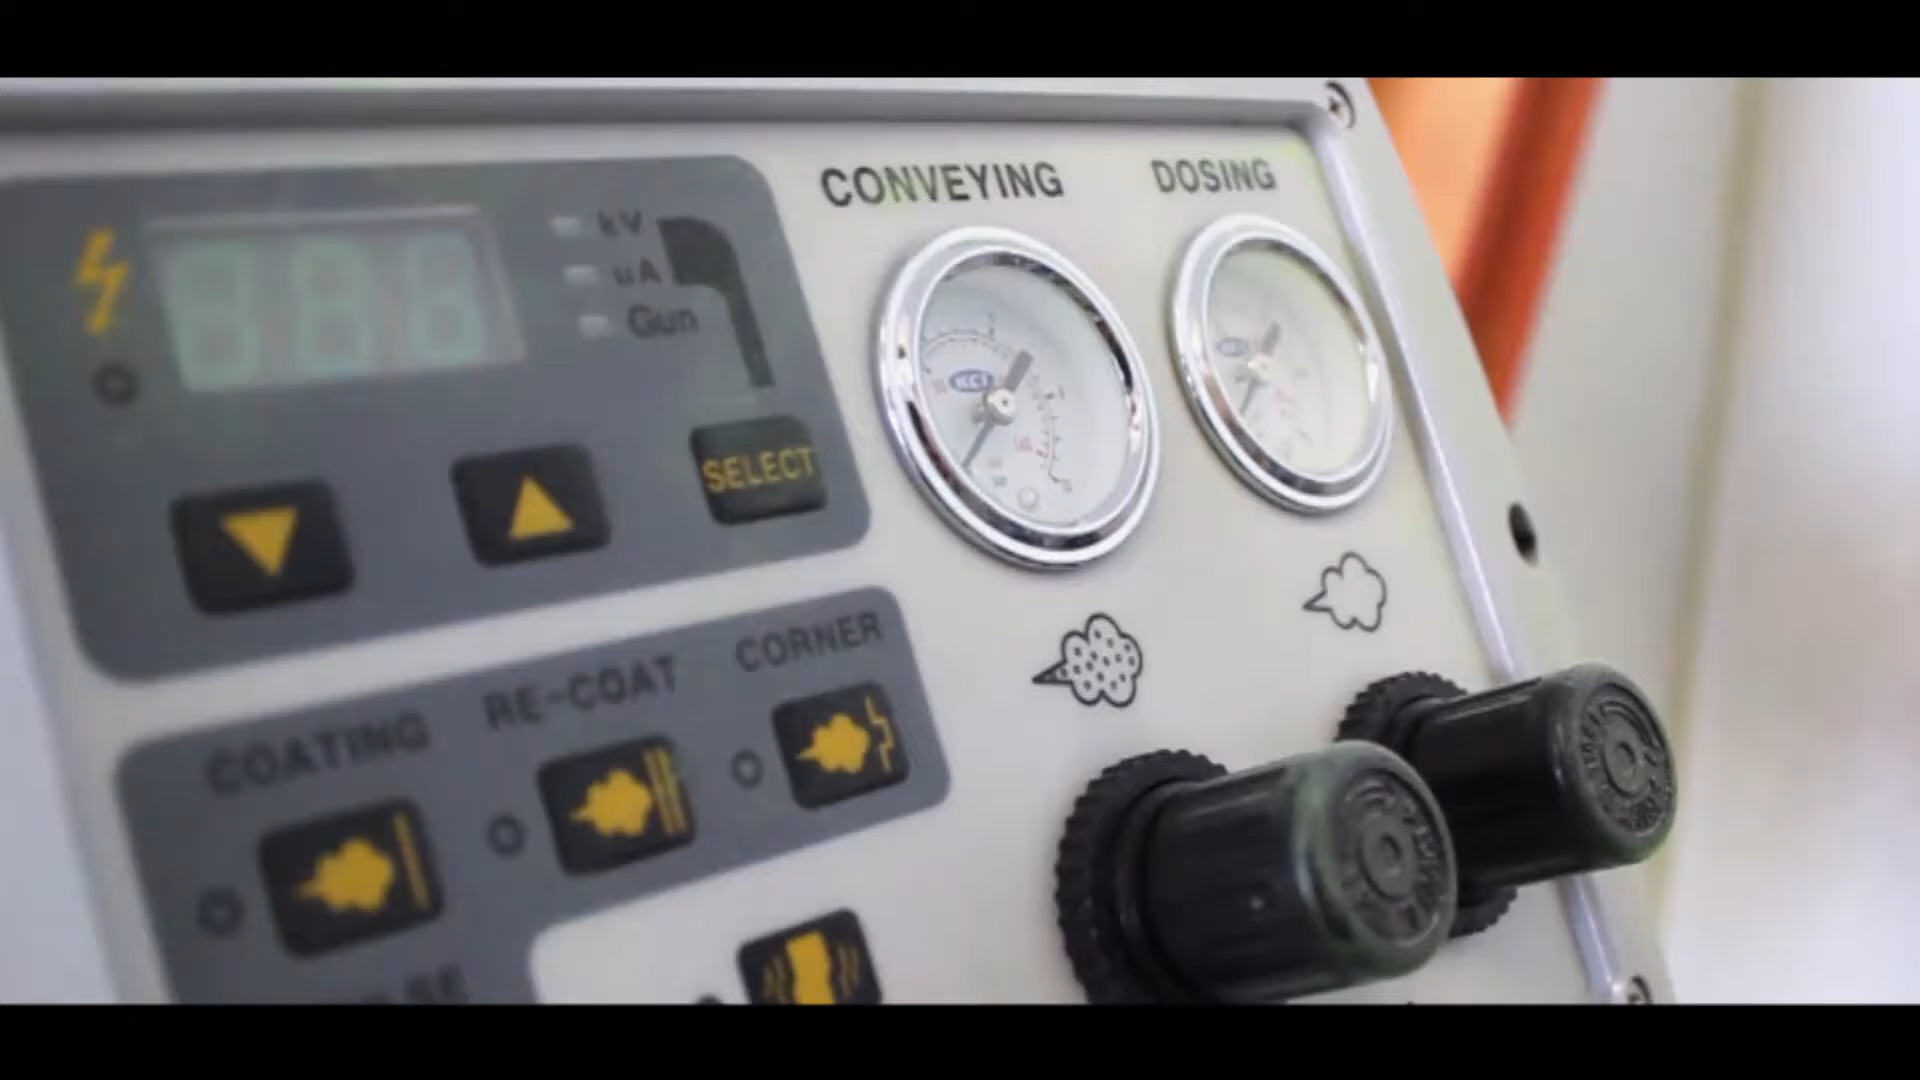 CONVEYING
DOSING
kV
uA
Gun
SELECT
COATING
RE-COAT
CORNER